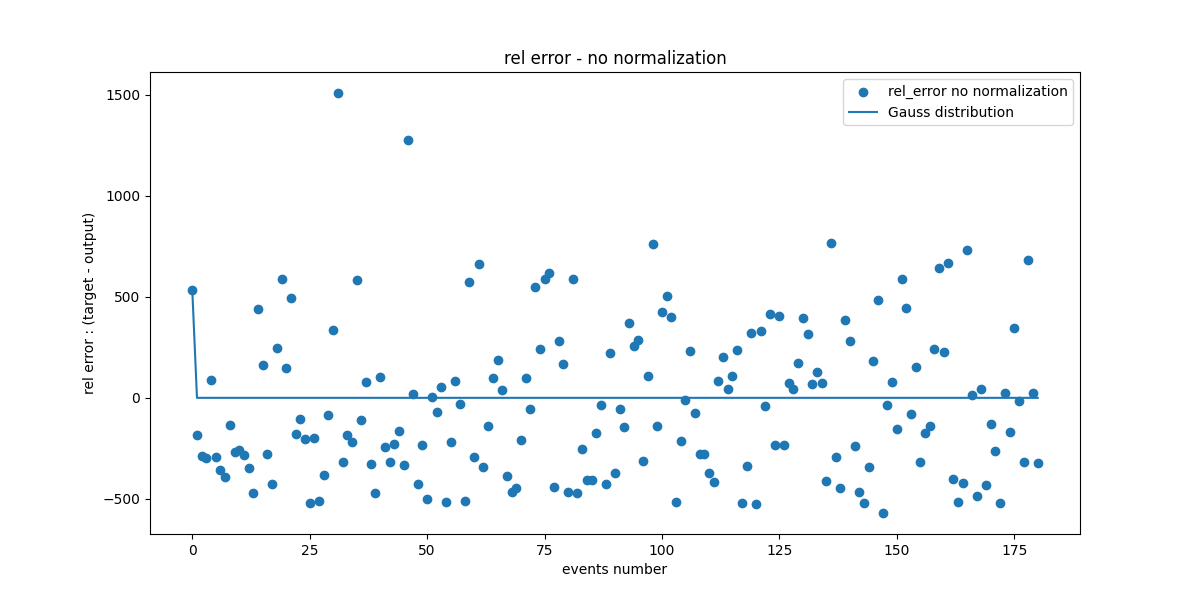 rel error - no normalization
rel_error no normalization
Gauss distribution
1500
1000
500
0
−500
rel error : (target - output)
0
25
50
75
100
125
150
175
events number